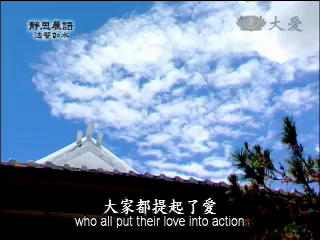 靜思晨語
法譬如水
大愛
大家都提起了愛
who all put their love into action